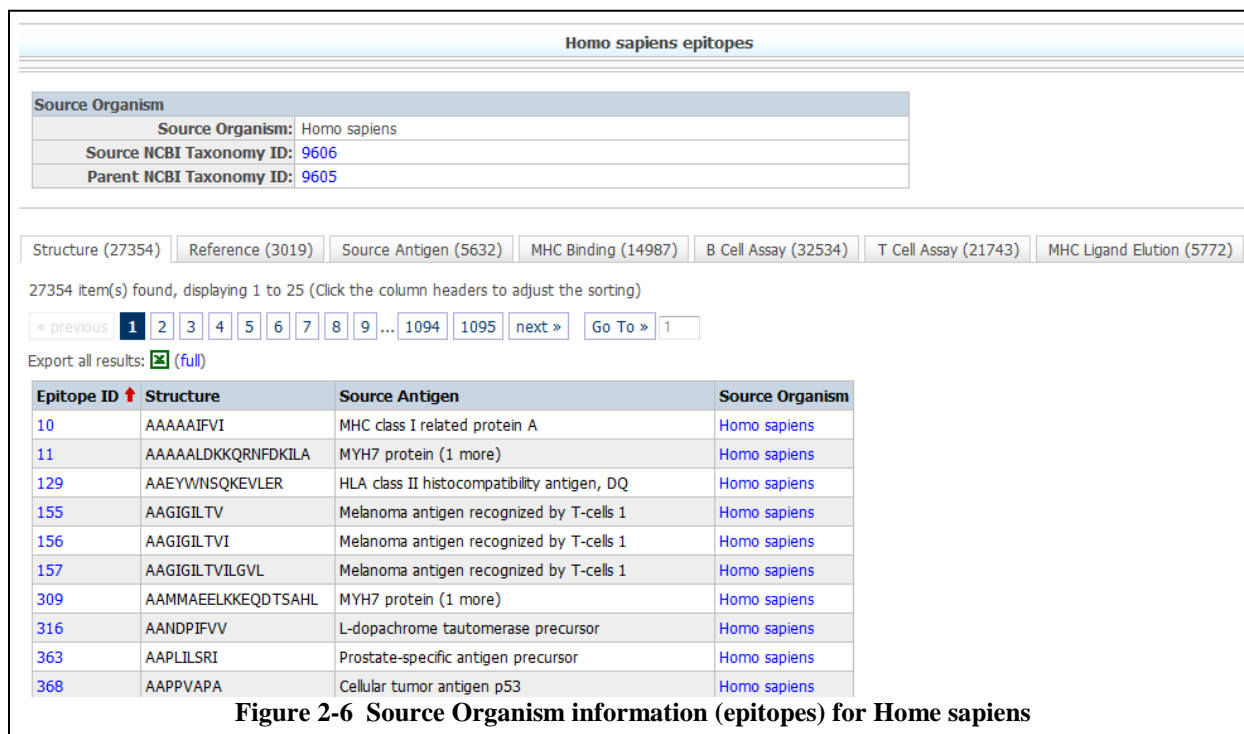 Homo sapiens epitopes
Source Organism
Source Organism: Homo sapiens
Source NCBI Taxonomy ID: 9606
Parent NCBI Taxonomy ID: 9605
Structure (27354) Reference (3019) Source Antigen (5632) MHC Binding (14987) B Cell Assay (32534) T Cell Assay (21743) MHC Ligand Elution (5772)
27354 item(s) found, displaying 1 to 25 (Click the column headers to adjust the sorting)
« previous 1 2 3 4 5 6 7 8 9 ... 1094 1095 next » Go To » 1
Export all results: (full)
Epitope ID Structure Source Antigen Source Organism
10 AAAAAIFVI MHC class I related protein A Homo sapiens
11 AAAAALDKKQRNFDKILA MYH7 protein (1 more) Homo sapiens
129 AAEYWNSQKEVLER HLA class II histocompatibility antigen, DQ Homo sapiens
155 AAGIGILTV Melanoma antigen recognized by T-cells 1 Homo sapiens
156 AAGIGILTVI Melanoma antigen recognized by T-cells 1 Homo sapiens
157 AAGIGILTVILGVL Melanoma antigen recognized by T-cells 1 Homo sapiens
309 AAMMAEELKKEQDTSAHL MYH7 protein (1 more) Homo sapiens
316 AANDPIFVV L-dopachrome tautomerase precursor Homo sapiens
363 AAPLILSRI Prostate-specific antigen precursor Homo sapiens
368 AAPPVAPA Cellular tumor antigen p53 Homo sapiens
Figure 2-6 Source Organism information (epitopes) for Home sapiens